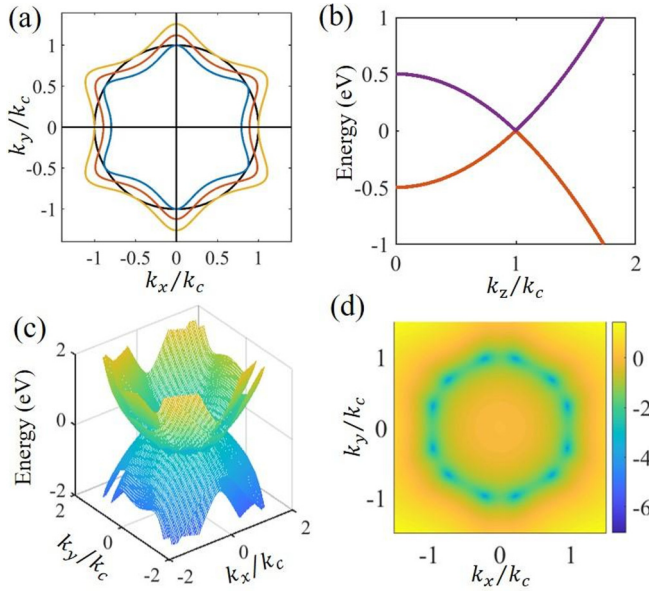 (a)
1
0.5
0
-0.5
-1
k_y/k_c
-1 -0.5 0 0.5 1
k_x/k_c
(b)
1
0.5
0
-0.5
-1
Energy (eV)
0 1 2
k_z/k_c
(c)
2
0
-2
Energy (eV)
2
0
-2
k_y/k_c
-2
0
2
k_x/k_c
(d)
1
0
-1
k_y/k_c
-1 0 1
k_x/k_c
0
-2
-4
-6